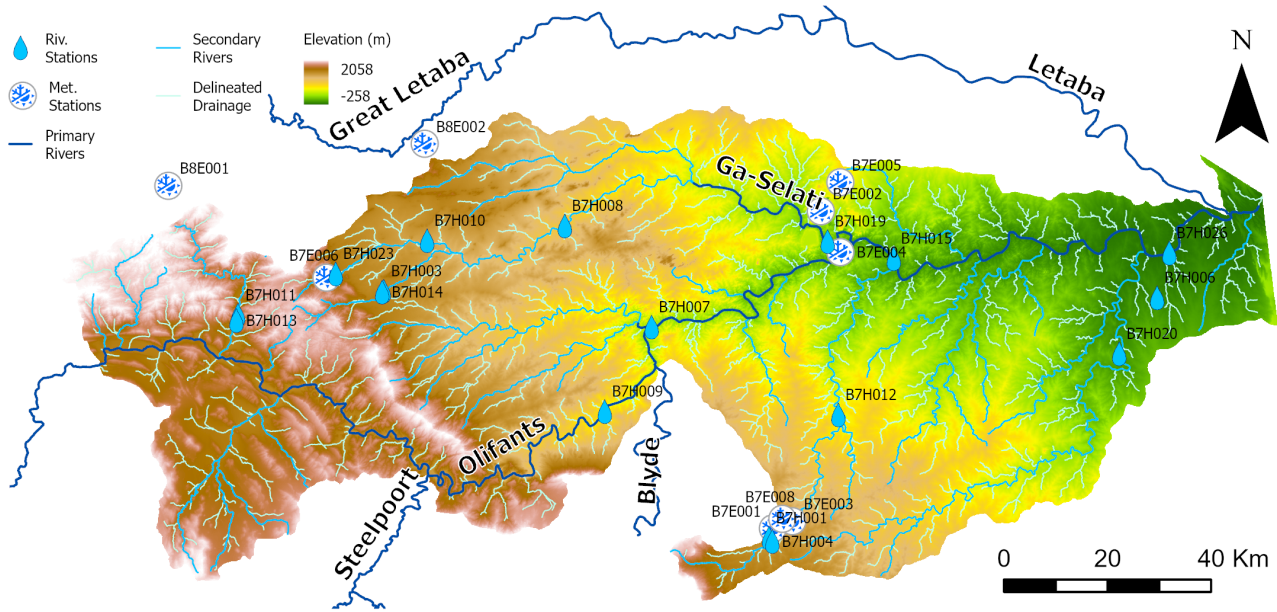 Riv.
Stations
Met.
Stations
Primary
Rivers
Secondary
Rivers
Delineated
Drainage
Elevation (m)
2058
-258
N
Great Letaba
Letaba
B8E002
B8E001
Ga-Selati
B7E005
B7E002
B7H019
B7E004
B7H015
B7H010
B7H008
B7E006
B7H023
B7H003
B7H014
B7H011
B7H013
B7H026
B7H006
B7H020
B7H007
B7H009
B7H012
Olifants
Blyde
Steelpoort
B7E008
B7E003
B7E001
B7H001
B7H004
0 20 40 Km